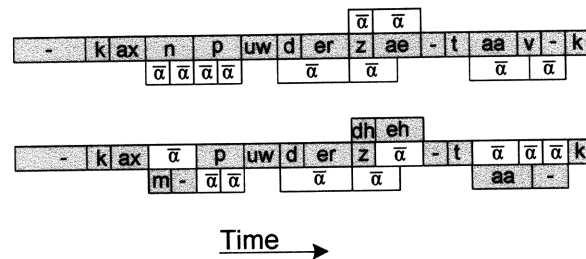 ᾱ ᾱ
- k ax n p uw d er z ae - t aa v - k
ᾱ ᾱ ᾱ ᾱ ᾱ ᾱ ᾱ ᾱ
dh eh
- k ax ᾱ p uw d er z ᾱ - t ᾱ ᾱ ᾱ k
m - ᾱ ᾱ ᾱ ᾱ aa -
Time